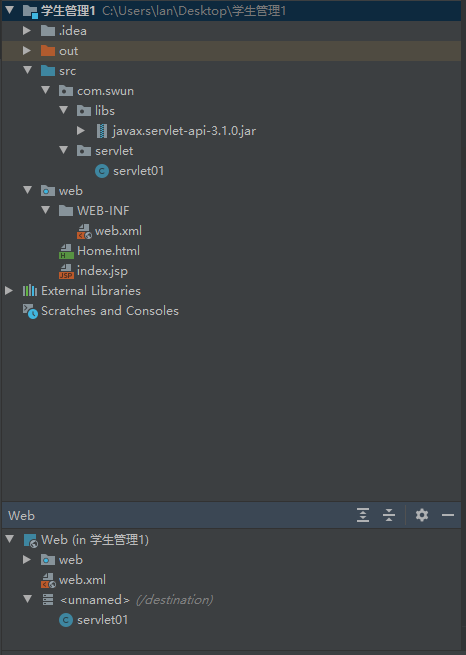 学生管理1 C:\Users\lan\Desktop\学生管理1
.idea
out
src
com.swun
libs
javax.servlet-api-3.1.0.jar
servlet
C servlet01
web
WEB-INF
web.xml
H Home.html
JSP index.jsp
External Libraries
Scratches and Consoles
Web
Web (in 学生管理1)
web
web.xml
<unnamed> (/destination)
C servlet01